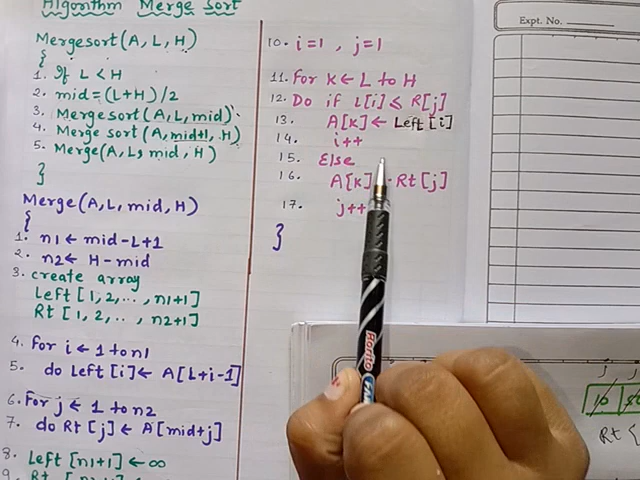 Algorithm Merge Sort
Mergesort(A, L, H)
{
1. If L < H
2. mid = (L+H)/2
3. Mergesort(A, L, mid)
4. Merge sort (A, mid+1, H)
5. Merge(A, L, mid, H)
}
Merge(A, L, mid, H)
{
1. n1 ← mid-L+1
2. n2 ← H-mid
3. create array
Left [1, 2, .. , n1+1]
Rt [1, 2, .. , n2+1]
4. For i ← 1 to n1
5. do Left [i] ← A[L+i-1]
6. For j ← 1 to n2
7. do Rt [j] ← A[mid+j]
8. Left [n1+1] ← ∞
9. Rt
10. i=1 , j=1
11. For k ← L to H
12. Do if L[i] ≤ R[j]
13. A[k] ← Left [i]
14. i++
15. Else
16. A[k] Rt [j]
17. j++
}
Expt. No.
Rorito
j
10
Rt {